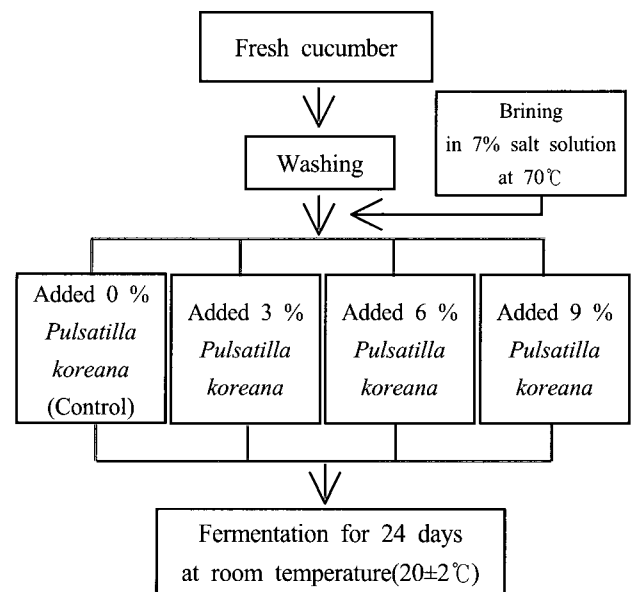 Fresh cucumber
Brining
in 7% salt solution
at 70℃
Washing
Added 0 %
Pulsatilla
koreana
(Control)
Added 3 %
Pulsatilla
koreana
Added 6 %
Pulsatilla
koreana
Added 9 %
Pulsatilla
koreana
Fermentation for 24 days
at room temperature(20±2℃)